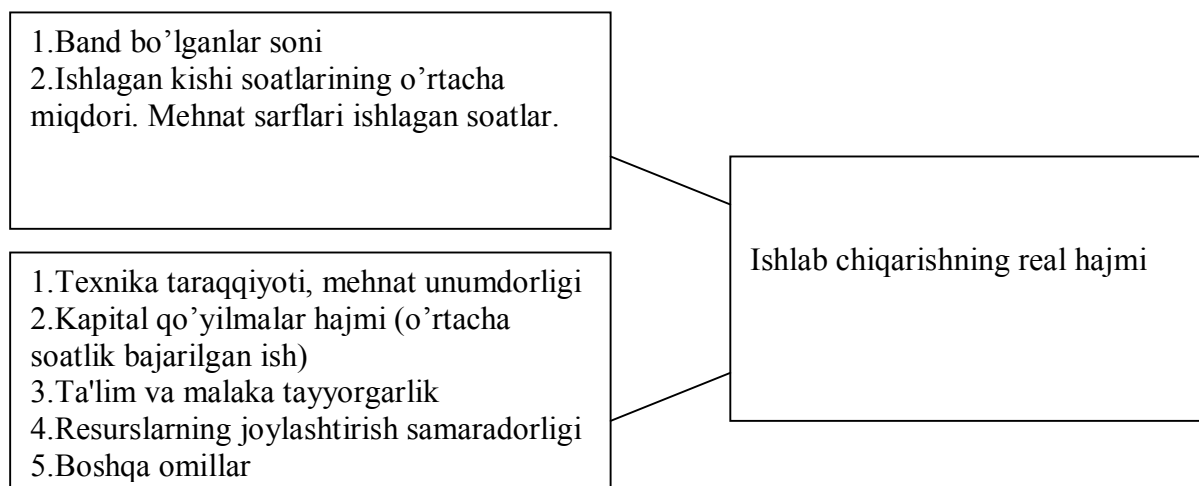 1.Band bo’lganlar soni
2.Ishlagan kishi soatlarining o’rtacha
miqdori. Mehnat sarflari ishlagan soatlar.
1.Texnika taraqqiyoti, mehnat unumdorligi
2.Kapital qo’yilmalar hajmi (o’rtacha
soatlik bajarilgan ish)
3.Ta'lim va malaka tayyorgarlik
4.Resurslarning joylashtirish samaradorligi
5.Boshqa omillar
Ishlab chiqarishning real hajmi